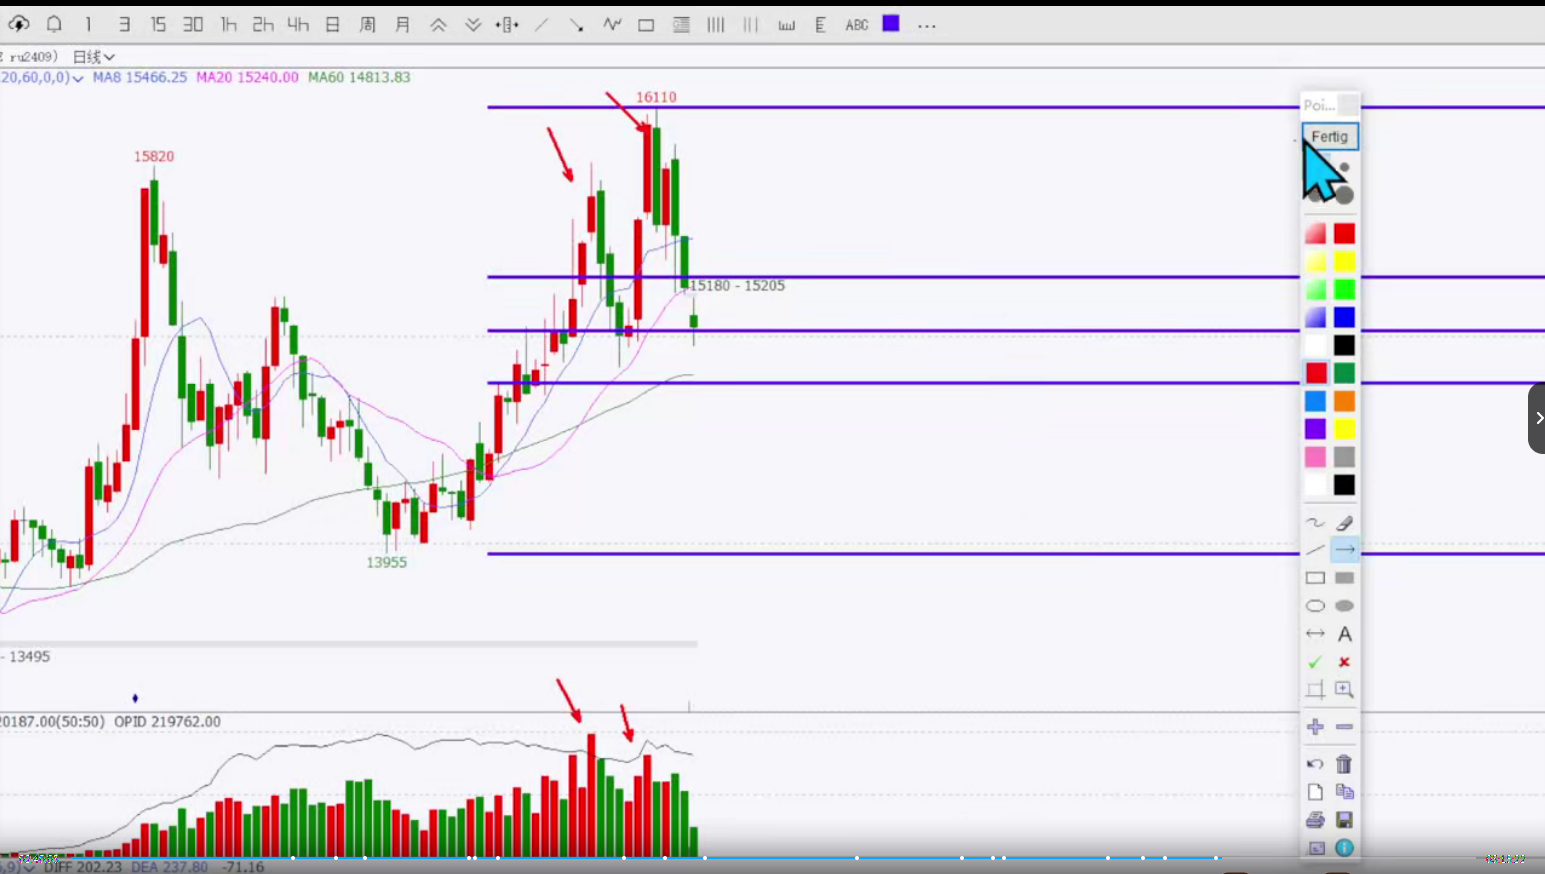 1 3 15 30 1h 2h 4h 日 周 月 ABC ...
ru2409) 日线
20,60,0,0) MA8 15466.25 MA20 15240.00 MA60 14813.83
16110
15820
15180 - 15205
13955
- 13495
20187.00(50:50) OPID 219762.00
,9) DIFF 202.23 DEA 237.80 -71.16
Poi...
Fertig
A